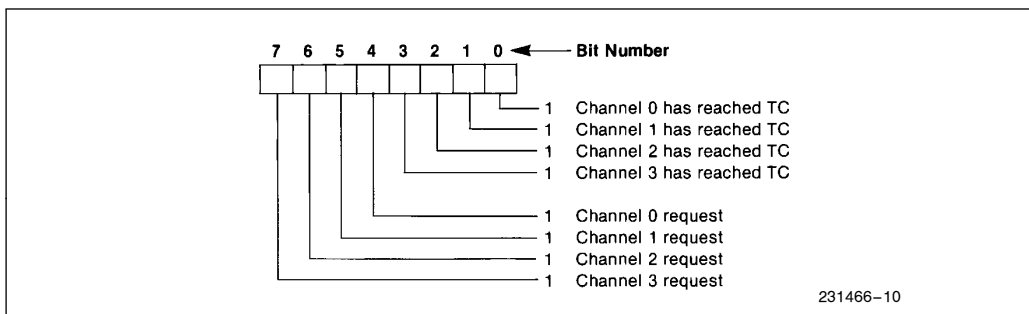 7 6 5 4 3 2 1 0 Bit Number
1 Channel 0 has reached TC
1 Channel 1 has reached TC
1 Channel 2 has reached TC
1 Channel 3 has reached TC
1 Channel 0 request
1 Channel 1 request
1 Channel 2 request
1 Channel 3 request
231466–10